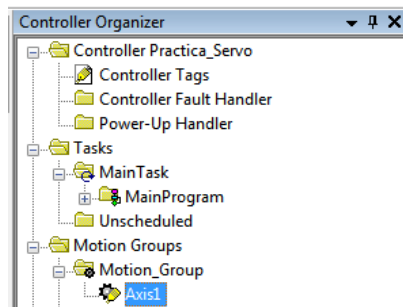 Controller Organizer
Controller Practica_Servo
Controller Tags
Controller Fault Handler
Power-Up Handler
Tasks
MainTask
MainProgram
Unscheduled
Motion Groups
Motion_Group
Axis1